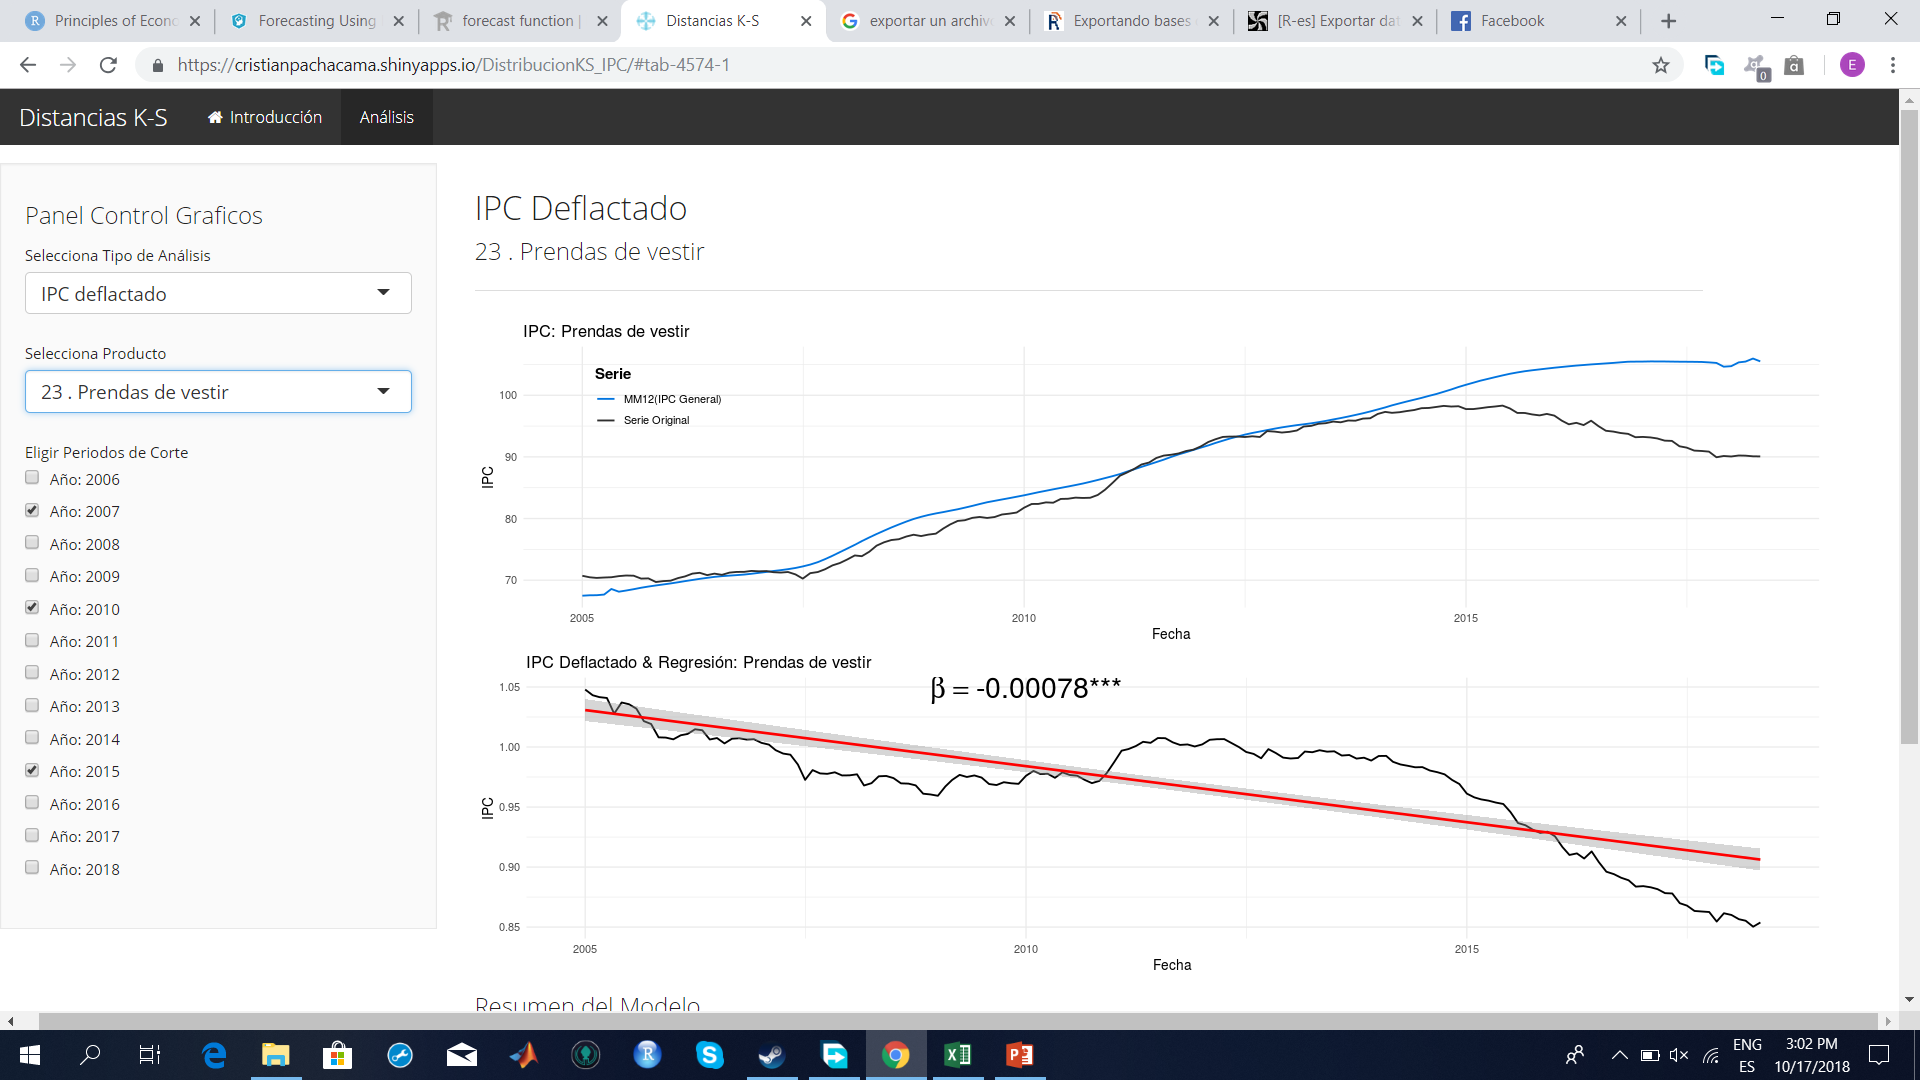 Principles of Econo
Forecasting Using
forecast function |
Distancias K-S
exportar un archivo
Exportando bases
[R-es] Exportar dat
Facebook
https://cristianpachacama.shinyapps.io/DistribucionKS_IPC/#tab-4574-1
0
E
Distancias K-S
Introducción
Análisis
Panel Control Graficos
Selecciona Tipo de Análisis
IPC deflactado
Selecciona Producto
23 . Prendas de vestir
Eligir Periodos de Corte
Año: 2006
Año: 2007
Año: 2008
Año: 2009
Año: 2010
Año: 2011
Año: 2012
Año: 2013
Año: 2014
Año: 2015
Año: 2016
Año: 2017
Año: 2018
IPC Deflactado
23 . Prendas de vestir
IPC: Prendas de vestir
Serie
MM12(IPC General)
Serie Original
100
90
80
70
IPC
2005
2010
2015
Fecha
IPC Deflactado & Regresión: Prendas de vestir
β = -0.00078***
1.05
1.00
0.95
0.90
0.85
IPC
2005
2010
2015
Fecha
Resumen del Modelo
ENG
ES
3:02 PM
10/17/2018